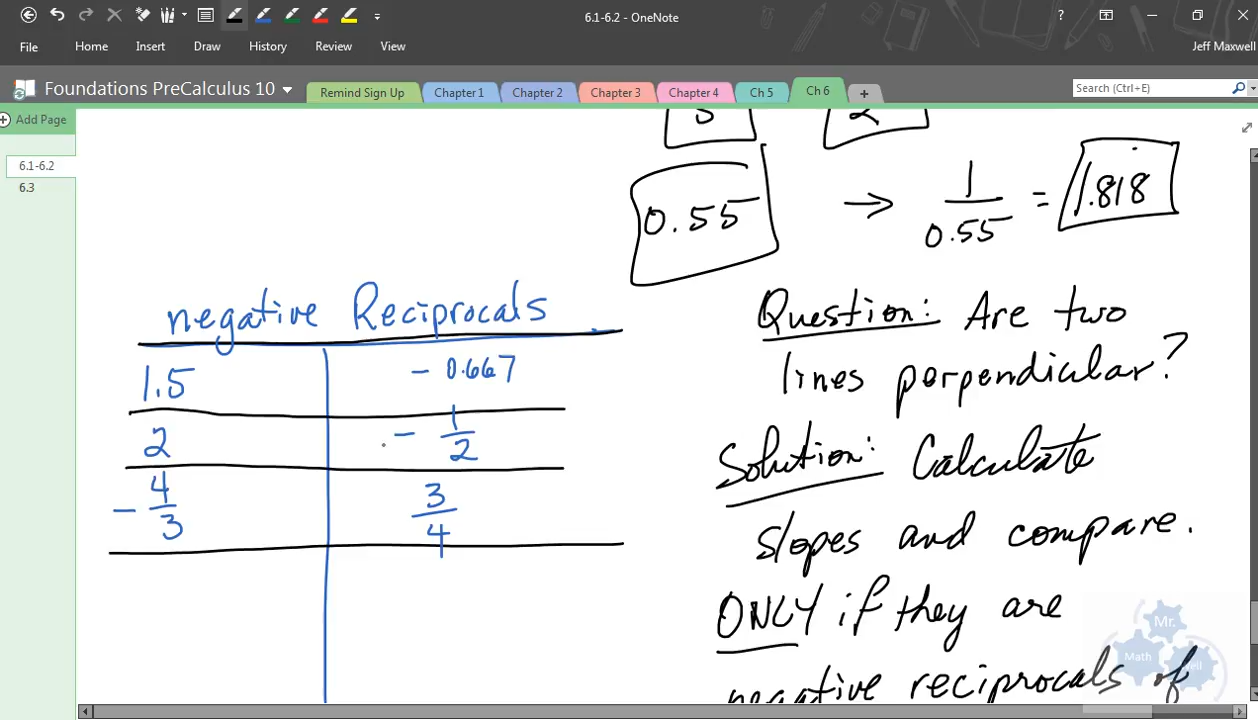 6.1-6.2 - OneNote
?
File
Home
Insert
Draw
History
Review
View
Jeff Maxwell
Foundations PreCalculus 10
Remind Sign Up
Chapter 1
Chapter 2
Chapter 3
Chapter 4
Ch 5
Ch 6
+
Search (Ctrl+E)
Add Page
6.1-6.2
6.3
2
0.55 → 1/0.55 = 1.818
negative Reciprocals
1.5 - 0.667
2 - 1/2
- 4/3 3/4
Question: Are two
lines perpendicular?
Solution: Calculate
slopes and compare.
ONLY if they are
negative reciprocals of
Mr.
Math
Well